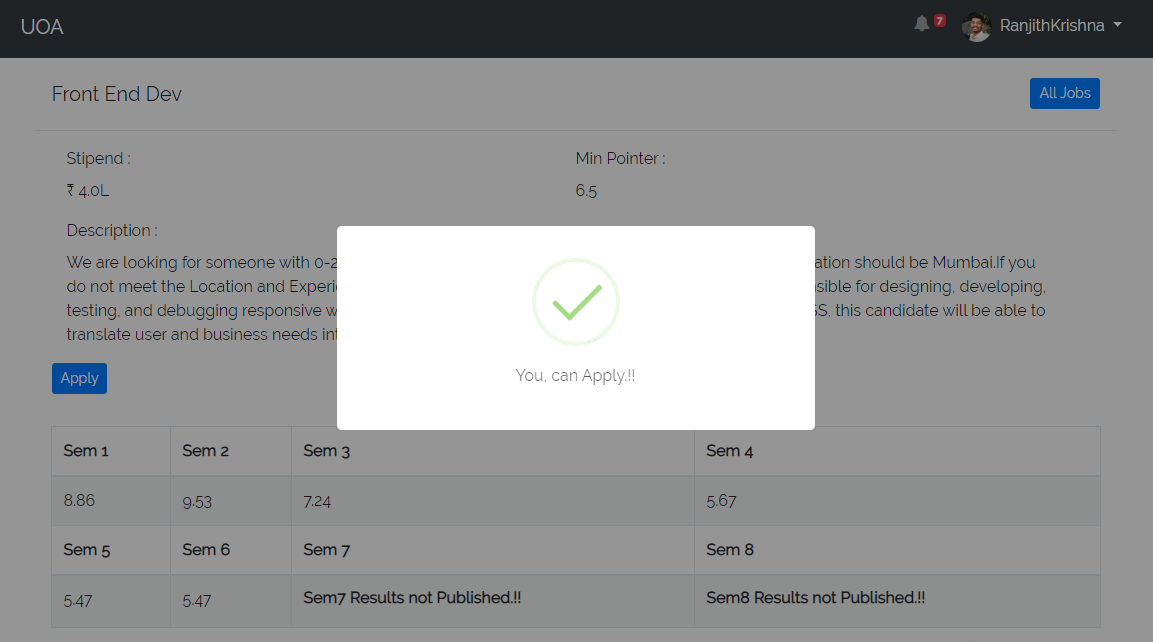 UOA
7
RanjithKrishna
Front End Dev
All Jobs
Stipend :
Min Pointer :
₹ 4.0L
6.5
Description :
We are looking for someone with 0-2
ation should be Mumbai.If you
do not meet the Location and Experi
sible for designing, developing,
testing, and debugging responsive w
SS, this candidate will be able to
translate user and business needs int
You, can Apply.!!
Apply
Sem 1 Sem 2 Sem 3 Sem 4
8.86 9.53 7.24 5.67
Sem 5 Sem 6 Sem 7 Sem 8
5.47 5.47 Sem7 Results not Published.!! Sem8 Results not Published.!!